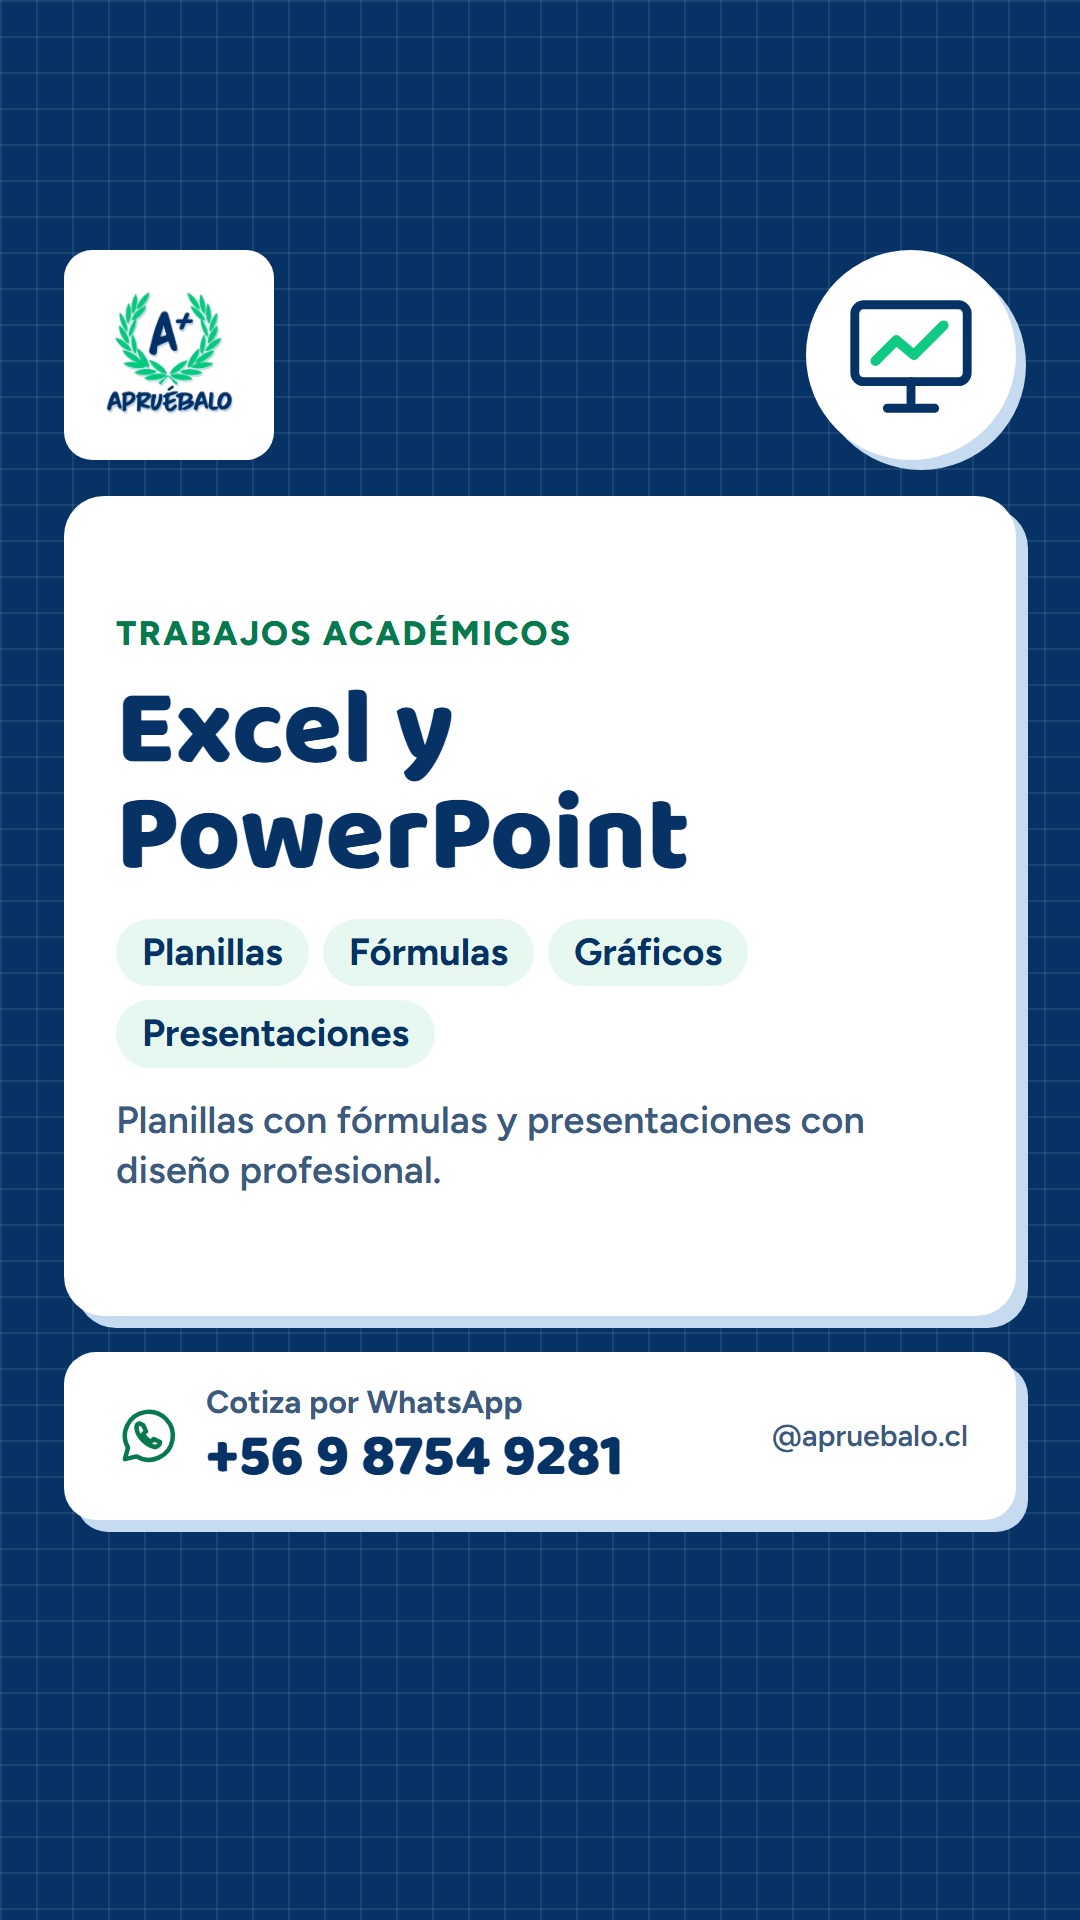 A+
APRUÉBALO
TRABAJOS ACADÉMICOS
Excel y
PowerPoint
Planillas Fórmulas Gráficos
Presentaciones
Planillas con fórmulas y presentaciones con
diseño profesional.
Cotiza por WhatsApp
+56 9 8754 9281
@apruebalo.cl